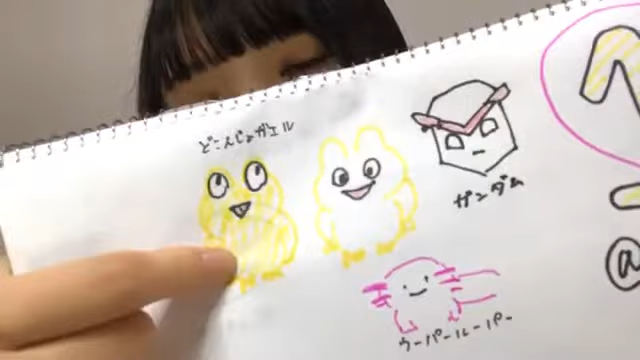 どこんじょガエル
ガンダム
ウーパールーパー
@